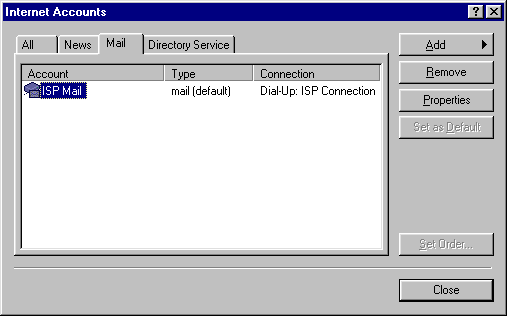 Internet Accounts
All News Mail Directory Service
Add
Account Type Connection
Remove
ISP Mail mail (default) Dial-Up: ISP Connection
Properties
Set as Default
Set Order...
Close